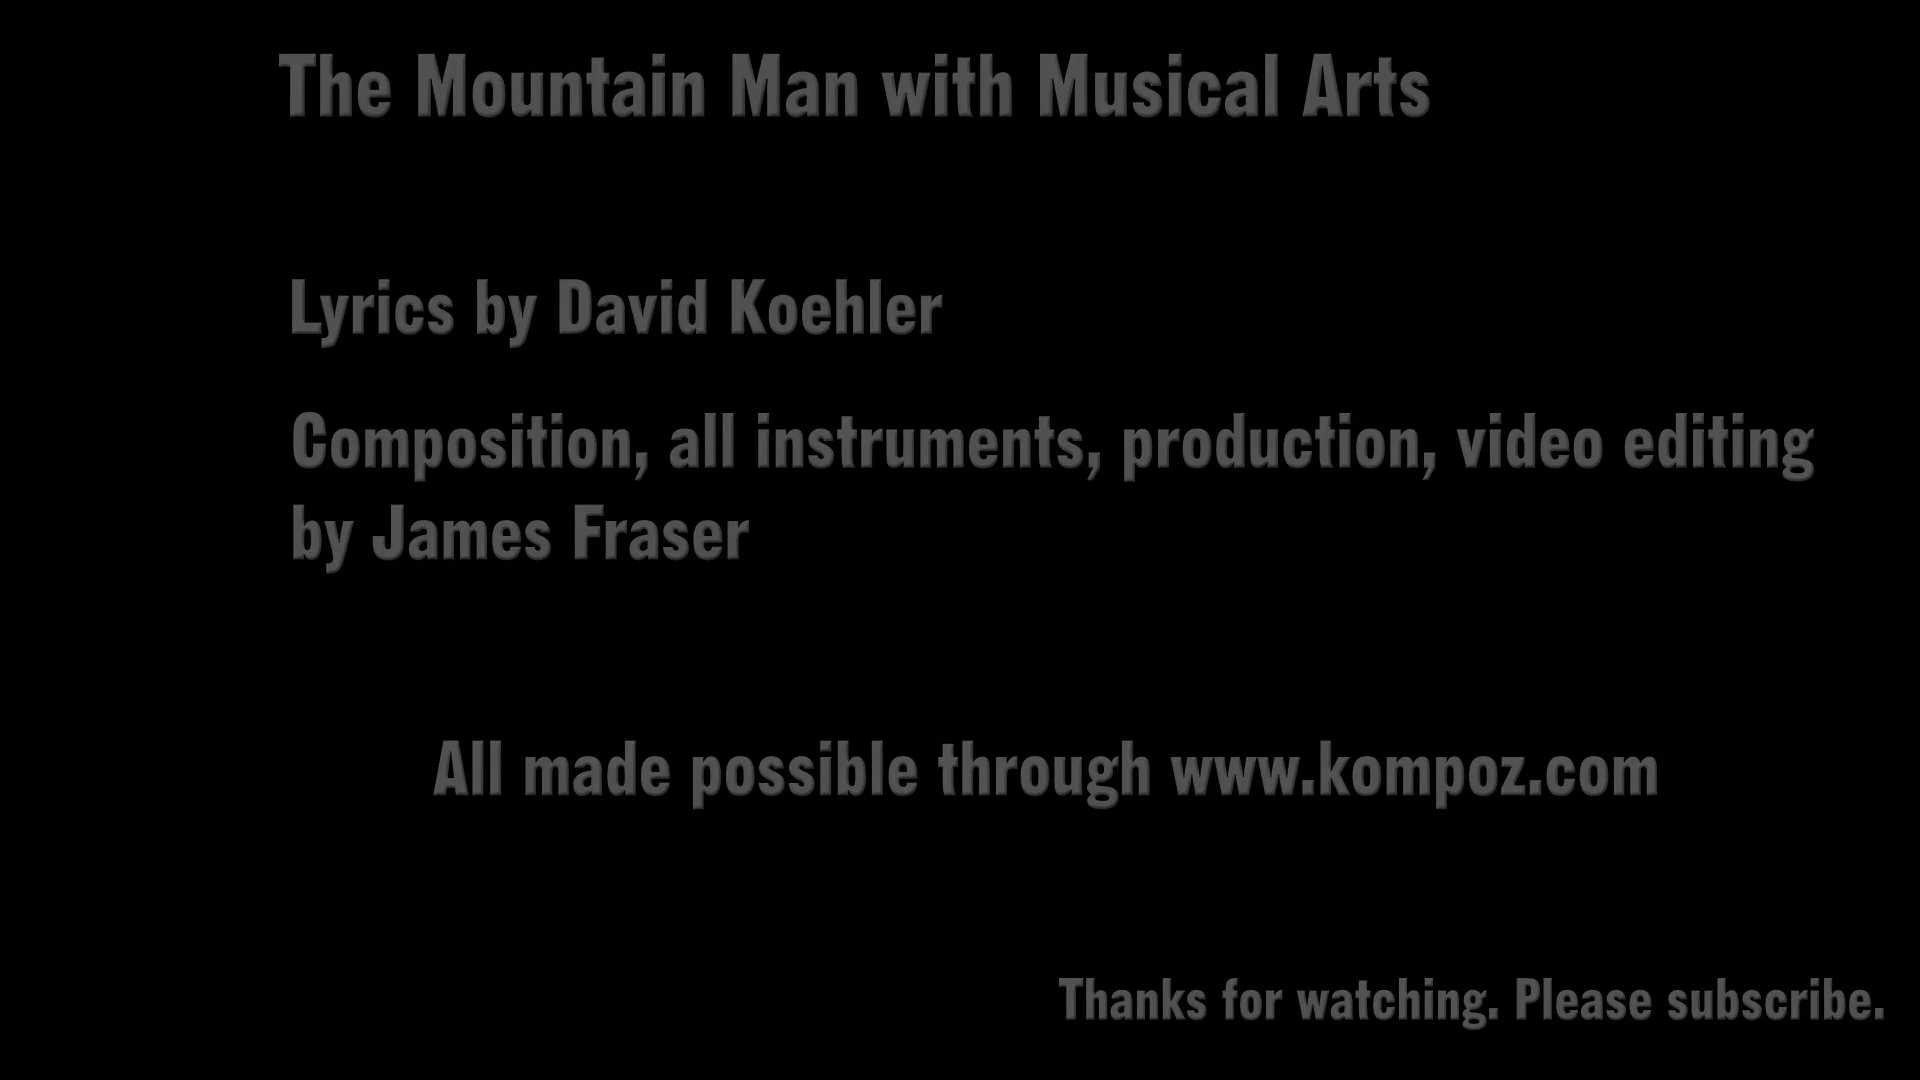 The Mountain Man with Musical Arts
Lyrics by David Koehler
Composition, all instruments, production, video editing
by James Fraser
All made possible through www.kompoz.com
Thanks for watching. Please subscribe.